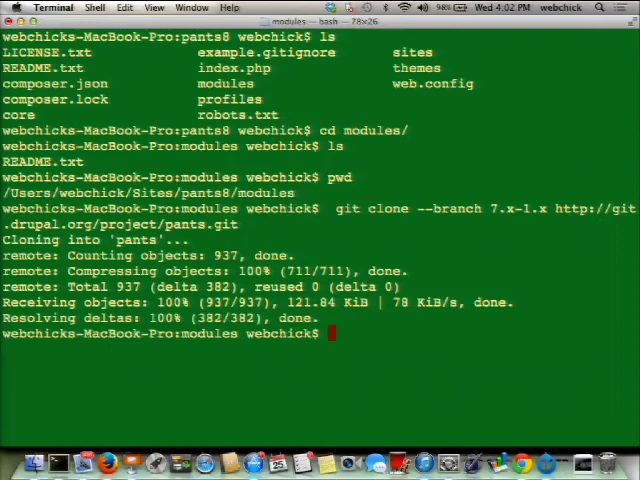 Terminal Shell Edit View Window Help 98% Wed 4:02 PM webchick
modules — bash — 78×26
webchicks-MacBook-Pro:pants8 webchick$ ls
LICENSE.txt example.gitignore sites
README.txt index.php themes
composer.json modules web.config
composer.lock profiles
core robots.txt
webchicks-MacBook-Pro:pants8 webchick$ cd modules/
webchicks-MacBook-Pro:modules webchick$ ls
README.txt
webchicks-MacBook-Pro:modules webchick$ pwd
/Users/webchick/Sites/pants8/modules
webchicks-MacBook-Pro:modules webchick$  git clone --branch 7.x-1.x http://git
.drupal.org/project/pants.git
Cloning into 'pants'...
remote: Counting objects: 937, done.
remote: Compressing objects: 100% (711/711), done.
remote: Total 937 (delta 382), reused 0 (delta 0)
Receiving objects: 100% (937/937), 121.84 KiB | 78 KiB/s, done.
Resolving deltas: 100% (382/382), done.
webchicks-MacBook-Pro:modules webchick$
25